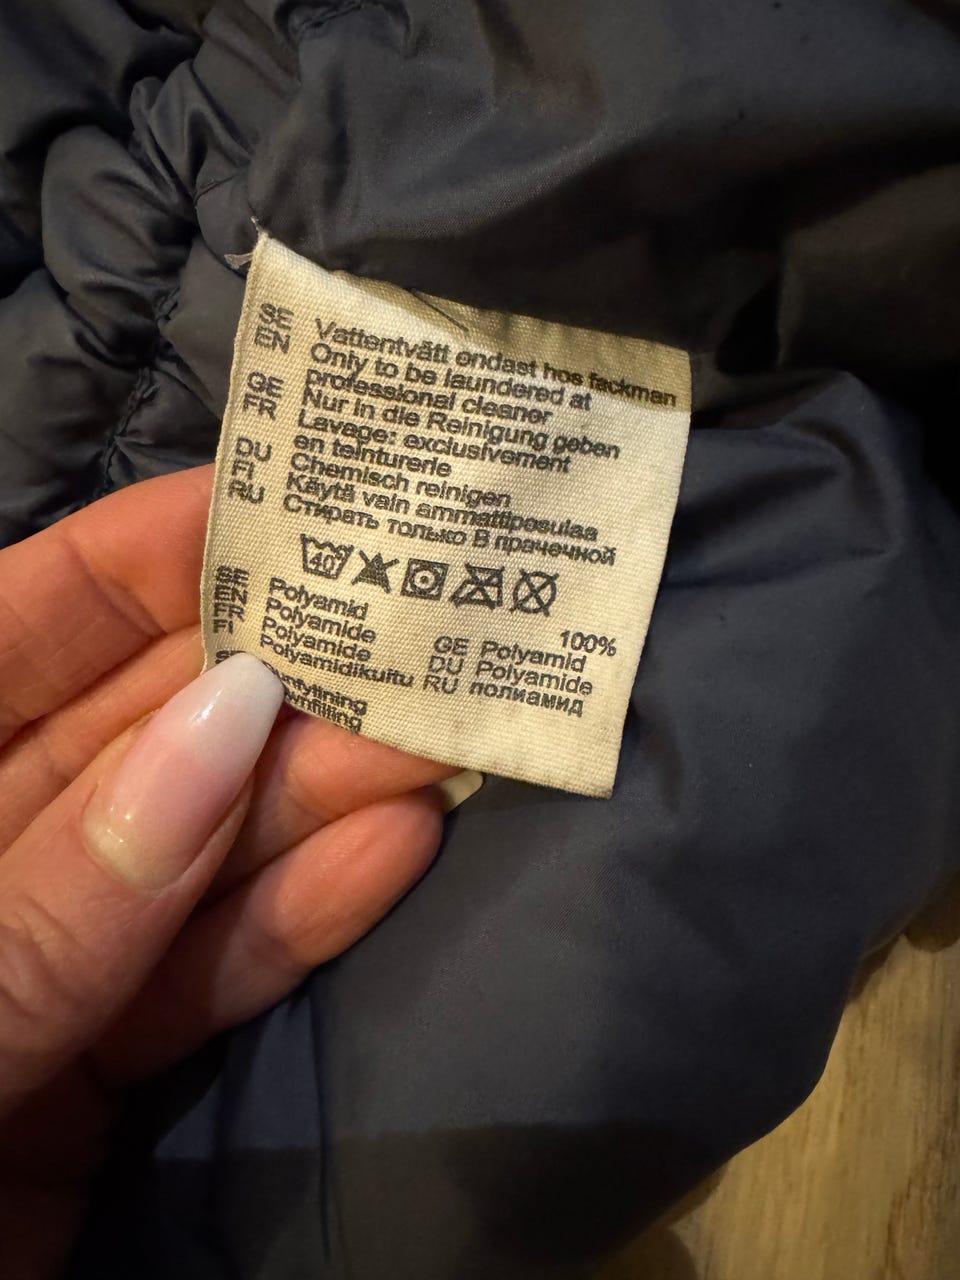 SE Vattentvätt endast hos fackman
EN Only to be laundered at
professional cleaner
GE Nur in die Reinigung geben
FR Lavage: exclusivement
en teinturerie
DU Chemisch reinigen
FI Käytä vain ammattipesulaa
RU Стирать только В прачечной
40
100%
SE Polyamid GE Polyamid
EN Polyamide DU Polyamide
FR Polyamide RU полиамид
FI Polyamidikuitu